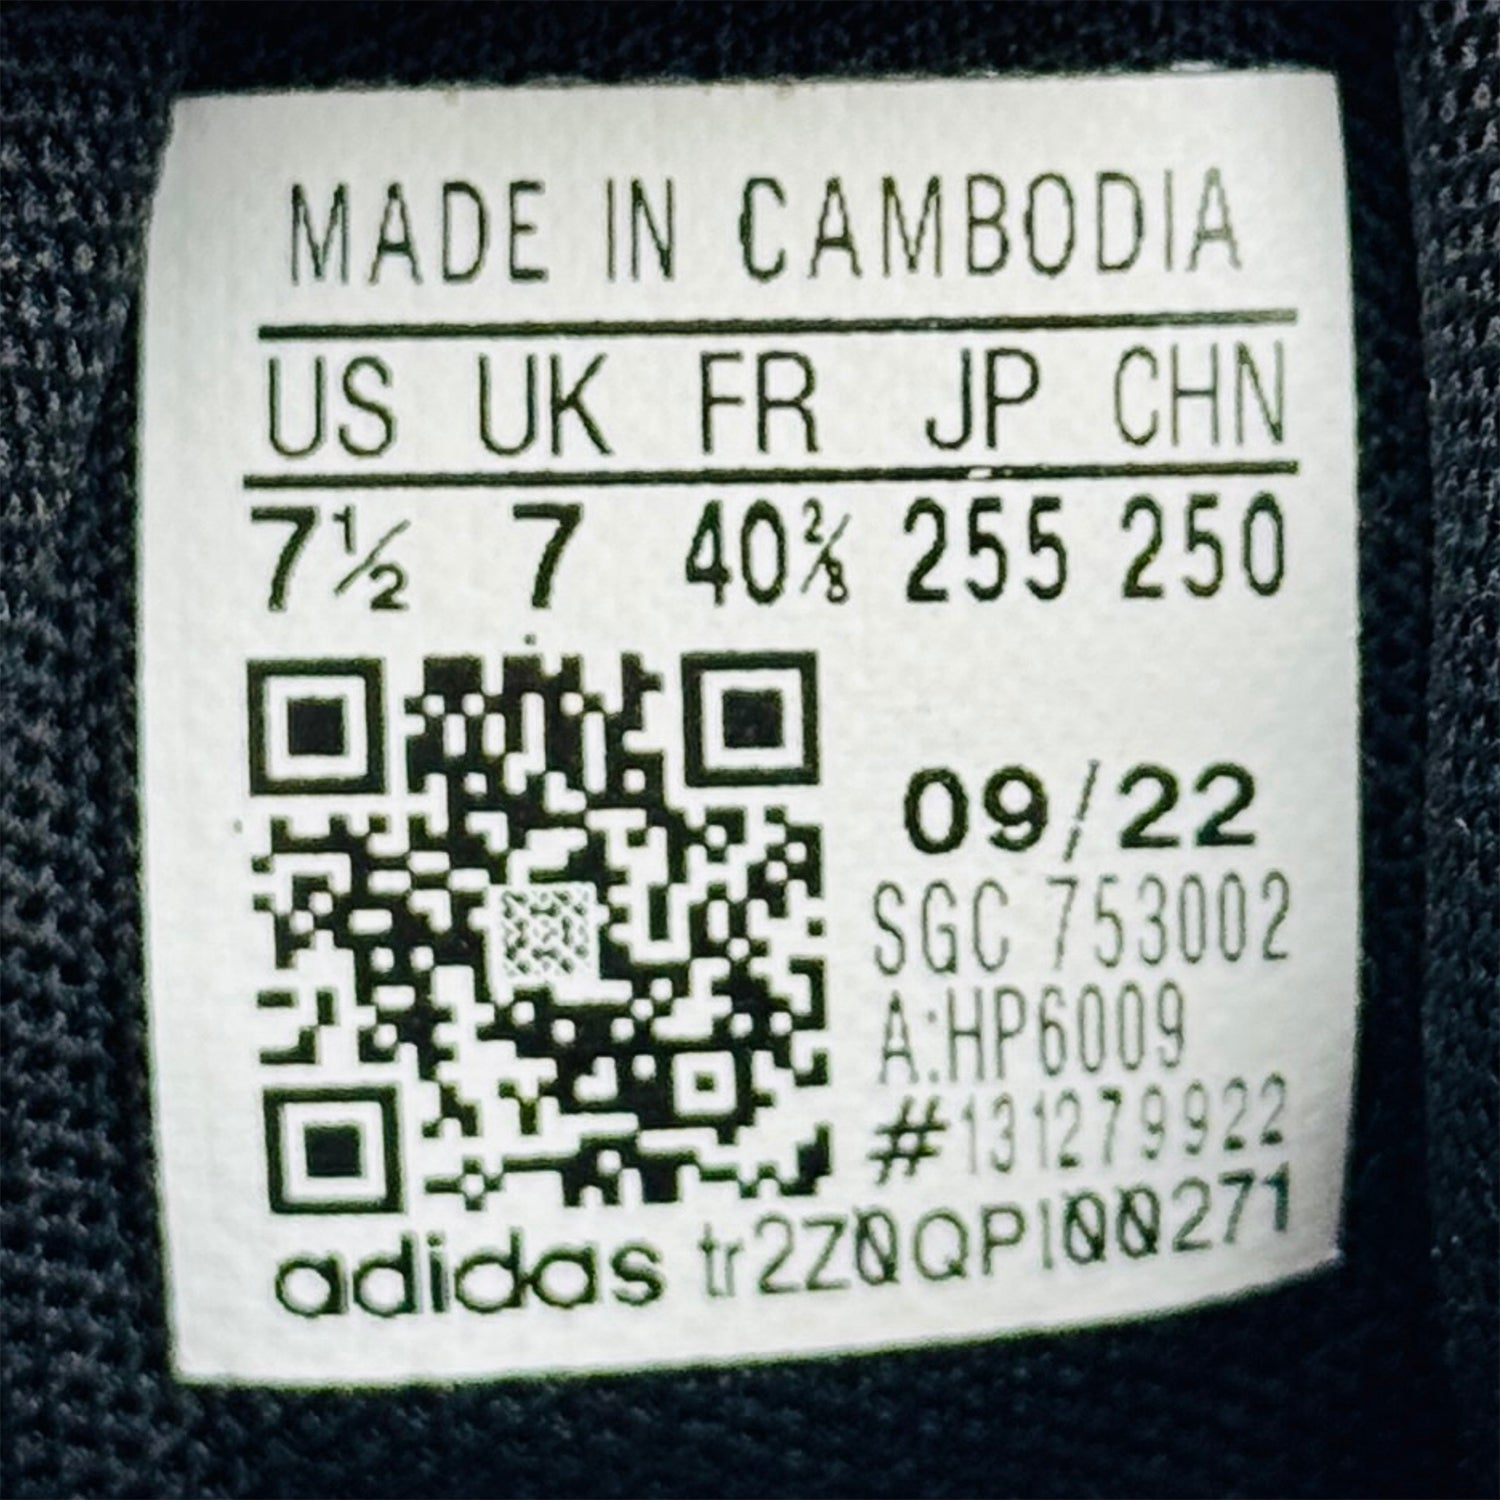 MADE IN CAMBODIA
US UK FR JP CHN
7½ 7 40⅔ 255 250
09/22
SGC 753002
A:HP6009
#131279922
adidas tr2Z0QPI00271